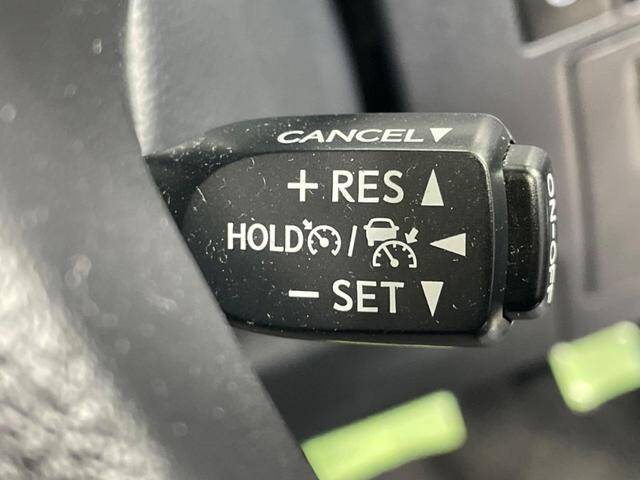 CANCEL▼
+ RES ▲
HOLD / ◀
− SET ▼
ON-OFF